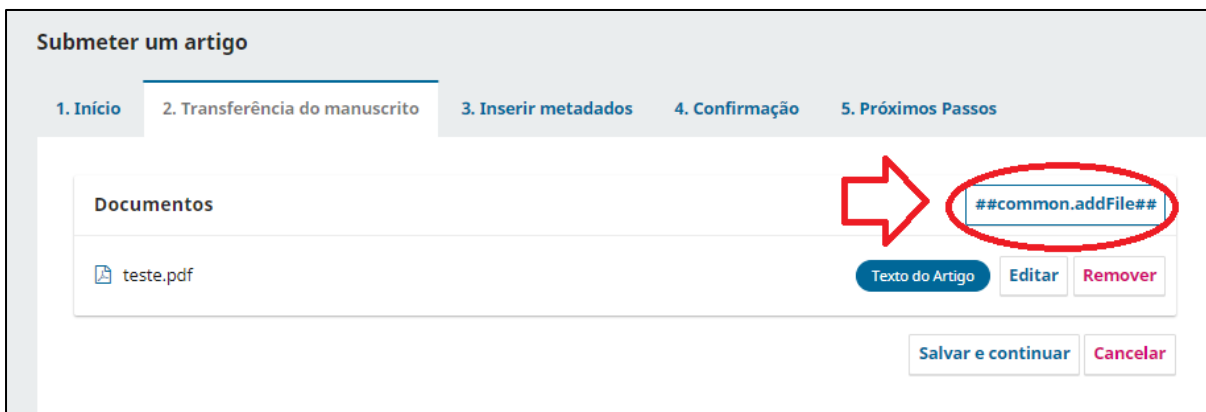 Submeter um artigo
1. Início 2. Transferência do manuscrito 3. Inserir metadados 4. Confirmação 5. Próximos Passos
Documentos ##common.addFile##
teste.pdf Texto do Artigo Editar Remover
Salvar e continuar Cancelar